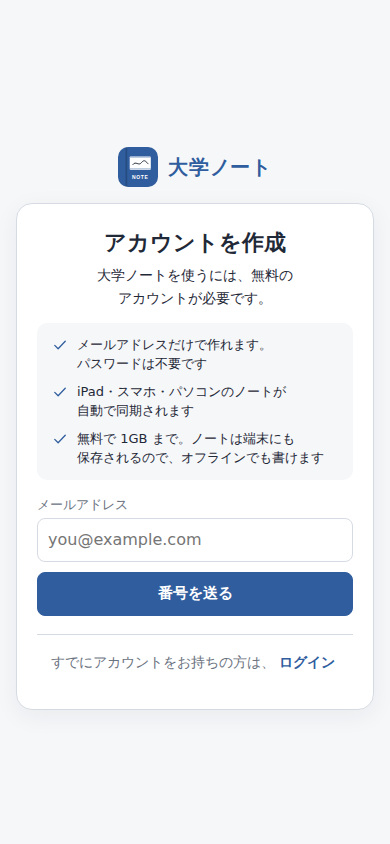 NOTE
大学ノート
アカウントを作成
大学ノートを使うには、無料の
アカウントが必要です。
メールアドレスだけで作れます。
パスワードは不要です
iPad・スマホ・パソコンのノートが
自動で同期されます
無料で 1GB まで。ノートは端末にも
保存されるので、オフラインでも書けます
メールアドレス
you@example.com
番号を送る
すでにアカウントをお持ちの方は、 ログイン